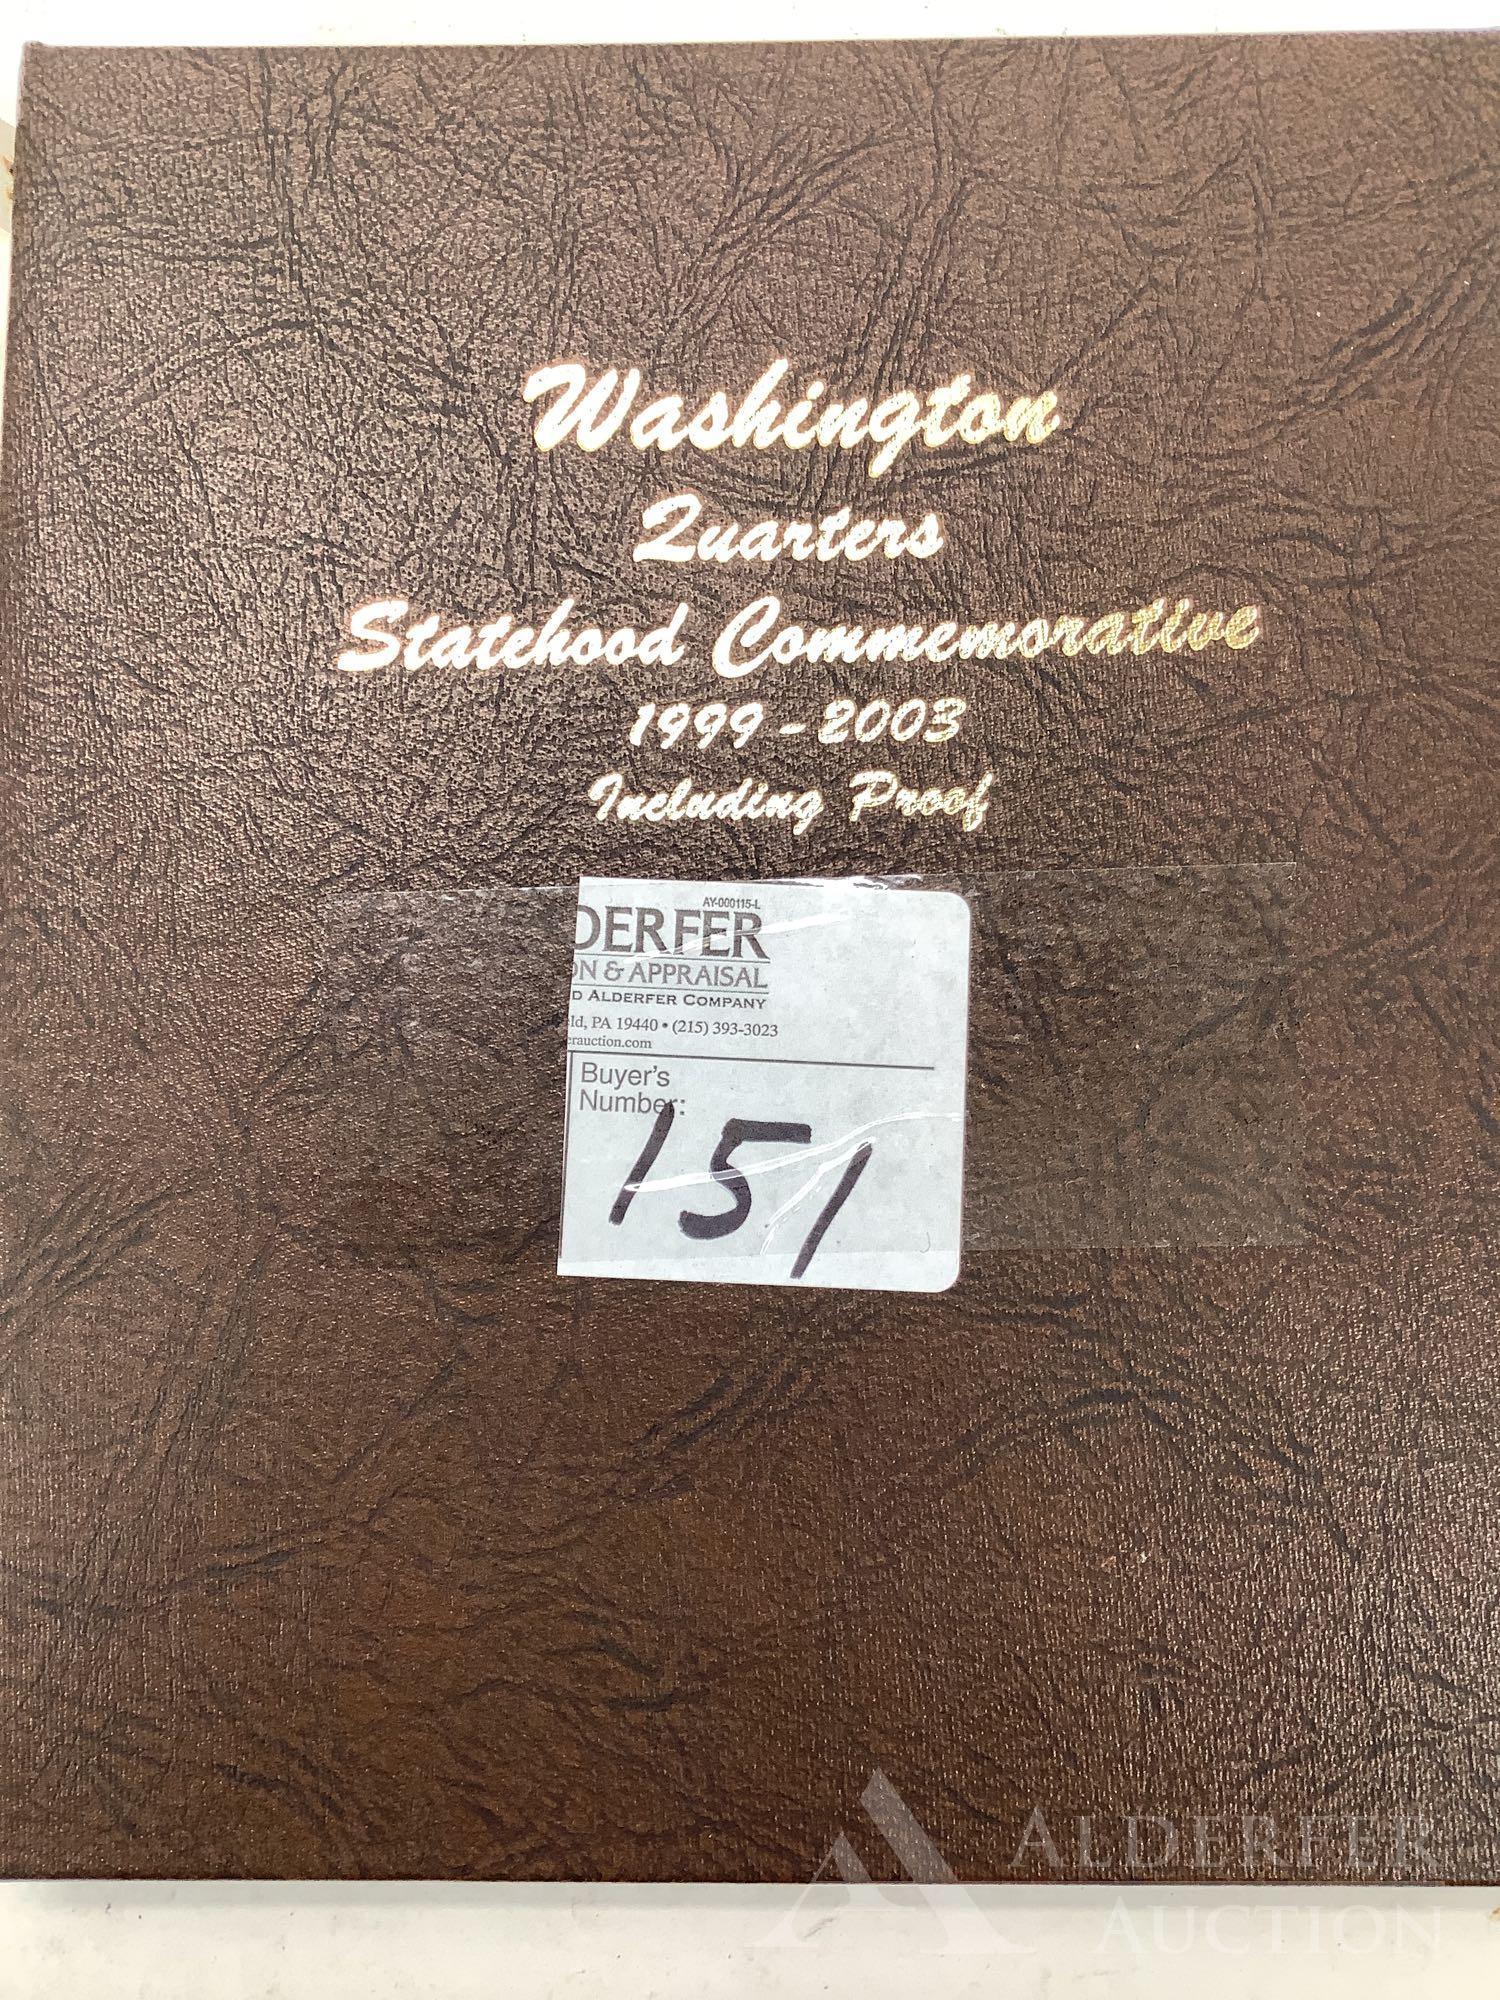 Washington
Quarters
Statehood Commemorative
1999-2003
Including Proof
AY-000115-L
DERFER
ON & APPRAISAL
D ALDERFER COMPANY
ld, PA 19440 • (215) 393-3023
erauction.com
Buyer's
Number:
151
ALDERFER
AUCTION